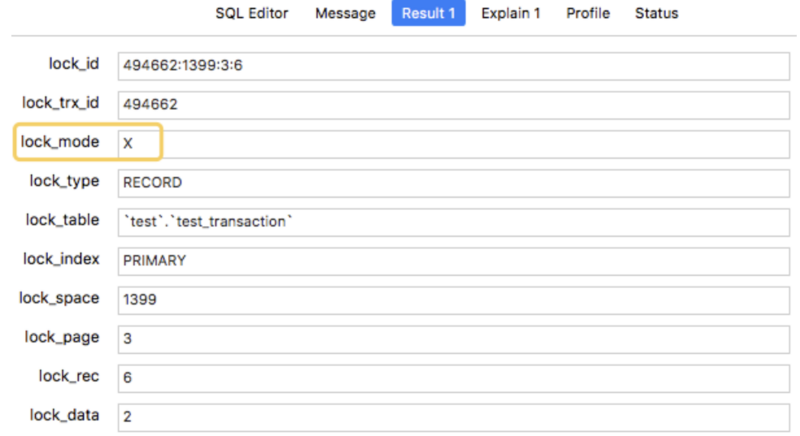 SQL Editor Message Result 1 Explain 1 Profile Status
lock_id 494662:1399:3:6
lock_trx_id 494662
lock_mode X
lock_type RECORD
lock_table `test`.`test_transaction`
lock_index PRIMARY
lock_space 1399
lock_page 3
lock_rec 6
lock_data 2